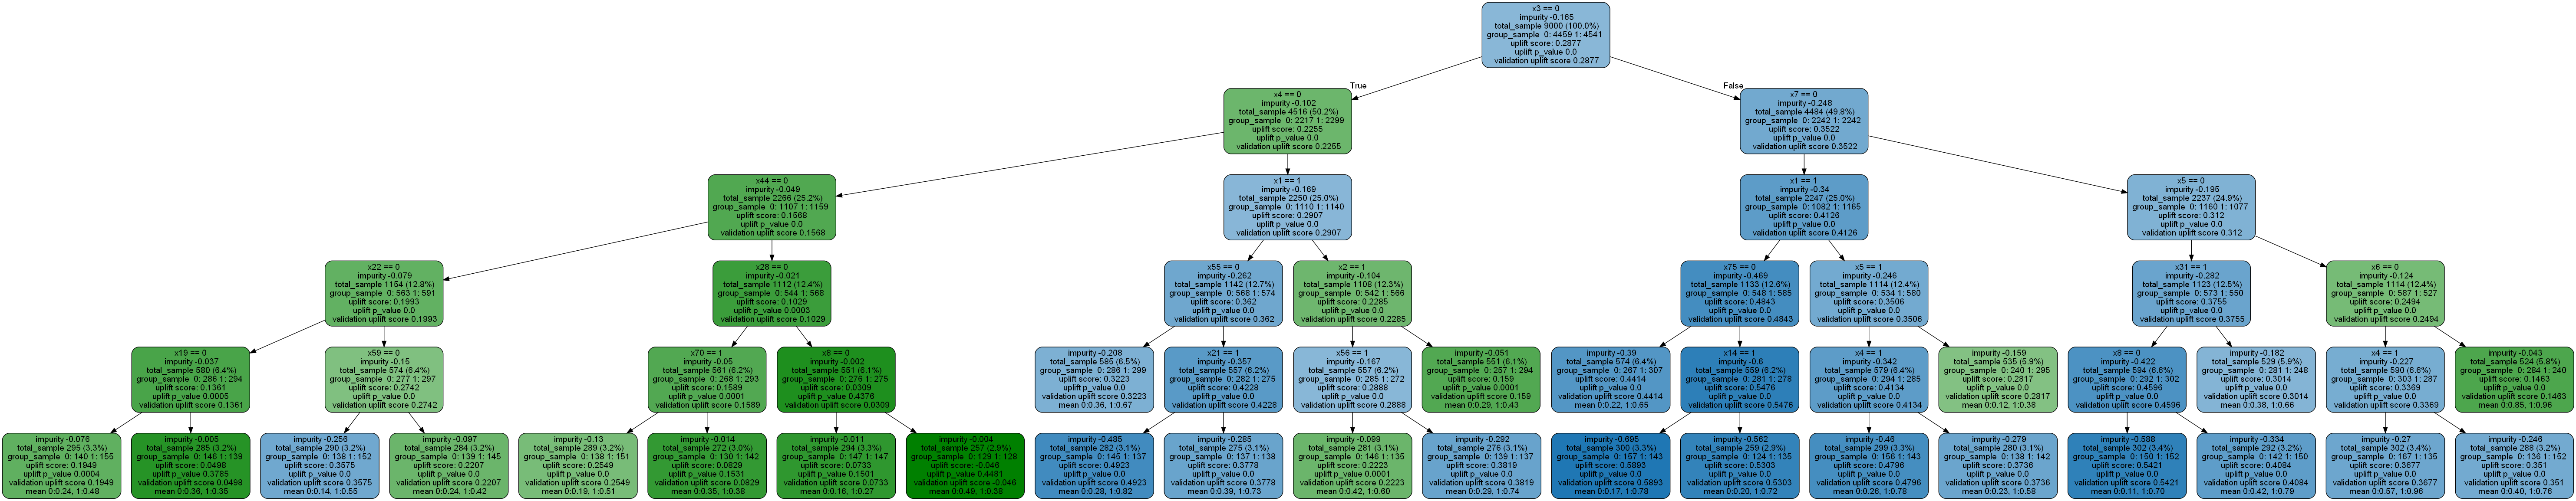 x3 == 0
impurity -0.165
total_sample 9000 (100.0%)
group_sample 0: 4459 1: 4541
uplift score: 0.2877
uplift p_value 0.0
validation uplift score 0.2877
True
False
x4 == 0
impurity -0.102
total_sample 4516 (50.2%)
group_sample 0: 2217 1: 2299
uplift score: 0.2255
uplift p_value 0.0
validation uplift score 0.2255
x7 == 0
impurity -0.248
total_sample 4484 (49.8%)
group_sample 0: 2242 1: 2242
uplift score: 0.3522
uplift p_value 0.0
validation uplift score 0.3522
x44 == 0
impurity -0.049
total_sample 2266 (25.2%)
group_sample 0: 1107 1: 1159
uplift score: 0.1568
uplift p_value 0.0
validation uplift score 0.1568
x1 == 1
impurity -0.169
total_sample 2250 (25.0%)
group_sample 0: 1110 1: 1140
uplift score: 0.2907
uplift p_value 0.0
validation uplift score 0.2907
x1 == 1
impurity -0.34
total_sample 2247 (25.0%)
group_sample 0: 1082 1: 1165
uplift score: 0.4126
uplift p_value 0.0
validation uplift score 0.4126
x5 == 0
impurity -0.195
total_sample 2237 (24.9%)
group_sample 0: 1160 1: 1077
uplift score: 0.312
uplift p_value 0.0
validation uplift score 0.312
x22 == 0
impurity -0.079
total_sample 1154 (12.8%)
group_sample 0: 563 1: 591
uplift score: 0.1993
uplift p_value 0.0
validation uplift score 0.1993
x28 == 0
impurity -0.021
total_sample 1112 (12.4%)
group_sample 0: 544 1: 568
uplift score: 0.1029
uplift p_value 0.0003
validation uplift score 0.1029
x55 == 0
impurity -0.262
total_sample 1142 (12.7%)
group_sample 0: 568 1: 574
uplift score: 0.362
uplift p_value 0.0
validation uplift score 0.362
x2 == 1
impurity -0.104
total_sample 1108 (12.3%)
group_sample 0: 542 1: 566
uplift score: 0.2285
uplift p_value 0.0
validation uplift score 0.2285
x75 == 0
impurity -0.469
total_sample 1133 (12.6%)
group_sample 0: 548 1: 585
uplift score: 0.4843
uplift p_value 0.0
validation uplift score 0.4843
x5 == 1
impurity -0.246
total_sample 1114 (12.4%)
group_sample 0: 534 1: 580
uplift score: 0.3506
uplift p_value 0.0
validation uplift score 0.3506
x31 == 1
impurity -0.282
total_sample 1123 (12.5%)
group_sample 0: 573 1: 550
uplift score: 0.3755
uplift p_value 0.0
validation uplift score 0.3755
x6 == 0
impurity -0.124
total_sample 1114 (12.4%)
group_sample 0: 587 1: 527
uplift score: 0.2494
uplift p_value 0.0
validation uplift score 0.2494
x19 == 0
impurity -0.037
total_sample 580 (6.4%)
group_sample 0: 286 1: 294
uplift score: 0.1361
uplift p_value 0.0005
validation uplift score 0.1361
x59 == 0
impurity -0.15
total_sample 574 (6.4%)
group_sample 0: 277 1: 297
uplift score: 0.2742
uplift p_value 0.0
validation uplift score 0.2742
x70 == 1
impurity -0.05
total_sample 561 (6.2%)
group_sample 0: 268 1: 293
uplift score: 0.1589
uplift p_value 0.0001
validation uplift score 0.1589
x8 == 0
impurity -0.002
total_sample 551 (6.1%)
group_sample 0: 276 1: 275
uplift score: 0.0309
uplift p_value 0.4376
validation uplift score 0.0309
impurity -0.208
total_sample 585 (6.5%)
group_sample 0: 286 1: 299
uplift score: 0.3223
uplift p_value 0.0
validation uplift score 0.3223
mean 0:0.36, 1:0.67
x21 == 1
impurity -0.357
total_sample 557 (6.2%)
group_sample 0: 282 1: 275
uplift score: 0.4228
uplift p_value 0.0
validation uplift score 0.4228
x56 == 1
impurity -0.167
total_sample 557 (6.2%)
group_sample 0: 285 1: 272
uplift score: 0.2888
uplift p_value 0.0
validation uplift score 0.2888
impurity -0.051
total_sample 551 (6.1%)
group_sample 0: 257 1: 294
uplift score: 0.159
uplift p_value 0.0001
validation uplift score 0.159
mean 0:0.29, 1:0.43
impurity -0.39
total_sample 574 (6.4%)
group_sample 0: 267 1: 307
uplift score: 0.4414
uplift p_value 0.0
validation uplift score 0.4414
mean 0:0.22, 1:0.65
x14 == 1
impurity -0.6
total_sample 559 (6.2%)
group_sample 0: 281 1: 278
uplift score: 0.5476
uplift p_value 0.0
validation uplift score 0.5476
x4 == 1
impurity -0.342
total_sample 579 (6.4%)
group_sample 0: 294 1: 285
uplift score: 0.4134
uplift p_value 0.0
validation uplift score 0.4134
impurity -0.159
total_sample 535 (5.9%)
group_sample 0: 240 1: 295
uplift score: 0.2817
uplift p_value 0.0
validation uplift score 0.2817
mean 0:0.12, 1:0.38
x8 == 0
impurity -0.422
total_sample 594 (6.6%)
group_sample 0: 292 1: 302
uplift score: 0.4596
uplift p_value 0.0
validation uplift score 0.4596
impurity -0.182
total_sample 529 (5.9%)
group_sample 0: 281 1: 248
uplift score: 0.3014
uplift p_value 0.0
validation uplift score 0.3014
mean 0:0.38, 1:0.66
x4 == 1
impurity -0.227
total_sample 590 (6.6%)
group_sample 0: 303 1: 287
uplift score: 0.3369
uplift p_value 0.0
validation uplift score 0.3369
impurity -0.043
total_sample 524 (5.8%)
group_sample 0: 284 1: 240
uplift score: 0.1463
uplift p_value 0.0
validation uplift score 0.1463
mean 0:0.85, 1:0.96
impurity -0.076
total_sample 295 (3.3%)
group_sample 0: 140 1: 155
uplift score: 0.1949
uplift p_value 0.0004
validation uplift score 0.1949
mean 0:0.24, 1:0.48
impurity -0.005
total_sample 285 (3.2%)
group_sample 0: 146 1: 139
uplift score: 0.0498
uplift p_value 0.3785
validation uplift score 0.0498
mean 0:0.36, 1:0.35
impurity -0.256
total_sample 290 (3.2%)
group_sample 0: 138 1: 152
uplift score: 0.3575
uplift p_value 0.0
validation uplift score 0.3575
mean 0:0.14, 1:0.55
impurity -0.097
total_sample 284 (3.2%)
group_sample 0: 139 1: 145
uplift score: 0.2207
uplift p_value 0.0
validation uplift score 0.2207
mean 0:0.24, 1:0.42
impurity -0.13
total_sample 289 (3.2%)
group_sample 0: 138 1: 151
uplift score: 0.2549
uplift p_value 0.0
validation uplift score 0.2549
mean 0:0.19, 1:0.51
impurity -0.014
total_sample 272 (3.0%)
group_sample 0: 130 1: 142
uplift score: 0.0829
uplift p_value 0.1531
validation uplift score 0.0829
mean 0:0.35, 1:0.38
impurity -0.011
total_sample 294 (3.3%)
group_sample 0: 147 1: 147
uplift score: 0.0733
uplift p_value 0.1501
validation uplift score 0.0733
mean 0:0.16, 1:0.27
impurity -0.004
total_sample 257 (2.9%)
group_sample 0: 129 1: 128
uplift score: -0.046
uplift p_value 0.4481
validation uplift score -0.046
mean 0:0.49, 1:0.38
impurity -0.485
total_sample 282 (3.1%)
group_sample 0: 145 1: 137
uplift score: 0.4923
uplift p_value 0.0
validation uplift score 0.4923
mean 0:0.28, 1:0.82
impurity -0.285
total_sample 275 (3.1%)
group_sample 0: 137 1: 138
uplift score: 0.3778
uplift p_value 0.0
validation uplift score 0.3778
mean 0:0.39, 1:0.73
impurity -0.099
total_sample 281 (3.1%)
group_sample 0: 146 1: 135
uplift score: 0.2223
uplift p_value 0.0001
validation uplift score 0.2223
mean 0:0.42, 1:0.60
impurity -0.292
total_sample 276 (3.1%)
group_sample 0: 139 1: 137
uplift score: 0.3819
uplift p_value 0.0
validation uplift score 0.3819
mean 0:0.29, 1:0.74
impurity -0.695
total_sample 300 (3.3%)
group_sample 0: 157 1: 143
uplift score: 0.5893
uplift p_value 0.0
validation uplift score 0.5893
mean 0:0.17, 1:0.78
impurity -0.562
total_sample 259 (2.9%)
group_sample 0: 124 1: 135
uplift score: 0.5303
uplift p_value 0.0
validation uplift score 0.5303
mean 0:0.20, 1:0.72
impurity -0.46
total_sample 299 (3.3%)
group_sample 0: 156 1: 143
uplift score: 0.4796
uplift p_value 0.0
validation uplift score 0.4796
mean 0:0.26, 1:0.78
impurity -0.279
total_sample 280 (3.1%)
group_sample 0: 138 1: 142
uplift score: 0.3736
uplift p_value 0.0
validation uplift score 0.3736
mean 0:0.23, 1:0.58
impurity -0.588
total_sample 302 (3.4%)
group_sample 0: 150 1: 152
uplift score: 0.5421
uplift p_value 0.0
validation uplift score 0.5421
mean 0:0.11, 1:0.70
impurity -0.334
total_sample 292 (3.2%)
group_sample 0: 142 1: 150
uplift score: 0.4084
uplift p_value 0.0
validation uplift score 0.4084
mean 0:0.42, 1:0.79
impurity -0.27
total_sample 302 (3.4%)
group_sample 0: 167 1: 135
uplift score: 0.3677
uplift p_value 0.0
validation uplift score 0.3677
mean 0:0.57, 1:0.96
impurity -0.246
total_sample 288 (3.2%)
group_sample 0: 136 1: 152
uplift score: 0.351
uplift p_value 0.0
validation uplift score 0.351
mean 0:0.40, 1:0.76